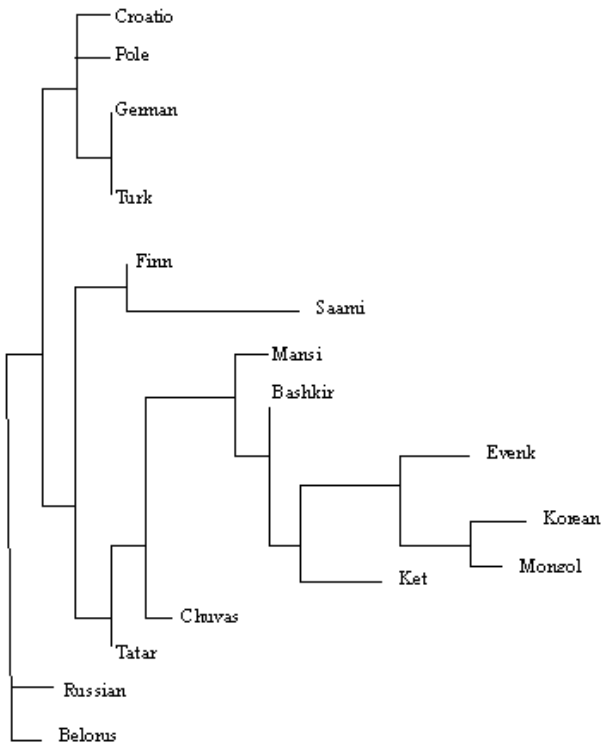 Croatio
Pole
German
Turk
Finn
Saami
Mansi
Bashkir
Evenk
Korean
Mongol
Ket
Chuvas
Tatar
Russian
Belorus